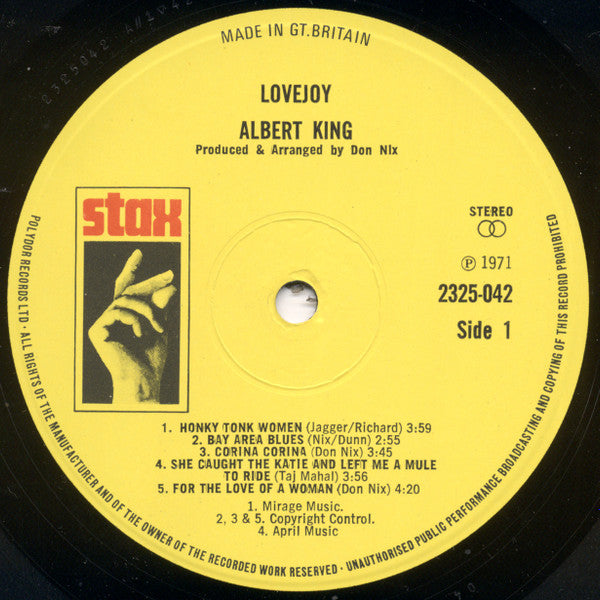 MADE IN GT.BRITAIN
LOVEJOY
ALBERT KING
Produced & Arranged by Don Nix
stax
STEREO
Ⓟ 1971
2325-042
Side 1
1. HONKY TONK WOMEN (Jagger/Richard) 3:59
2. BAY AREA BLUES (Nix/Dunn) 2:55
3. CORINA CORINA (Don Nix) 3:45
4. SHE CAUGHT THE KATIE AND LEFT ME A MULE
TO RIDE (Taj Mahal) 3:56
5. FOR THE LOVE OF A WOMAN (Don Nix) 4:20
1. Mirage Music.
2, 3 & 5. Copyright Control.
4. April Music
POLYDOR RECORDS LTD · ALL RIGHTS OF THE MANUFACTURER AND OF THE OWNER OF THE RECORDED WORK RESERVED · UNAUTHORISED PUBLIC PERFORMANCE BROADCASTING AND COPYING OF THIS RECORD PROHIBITED